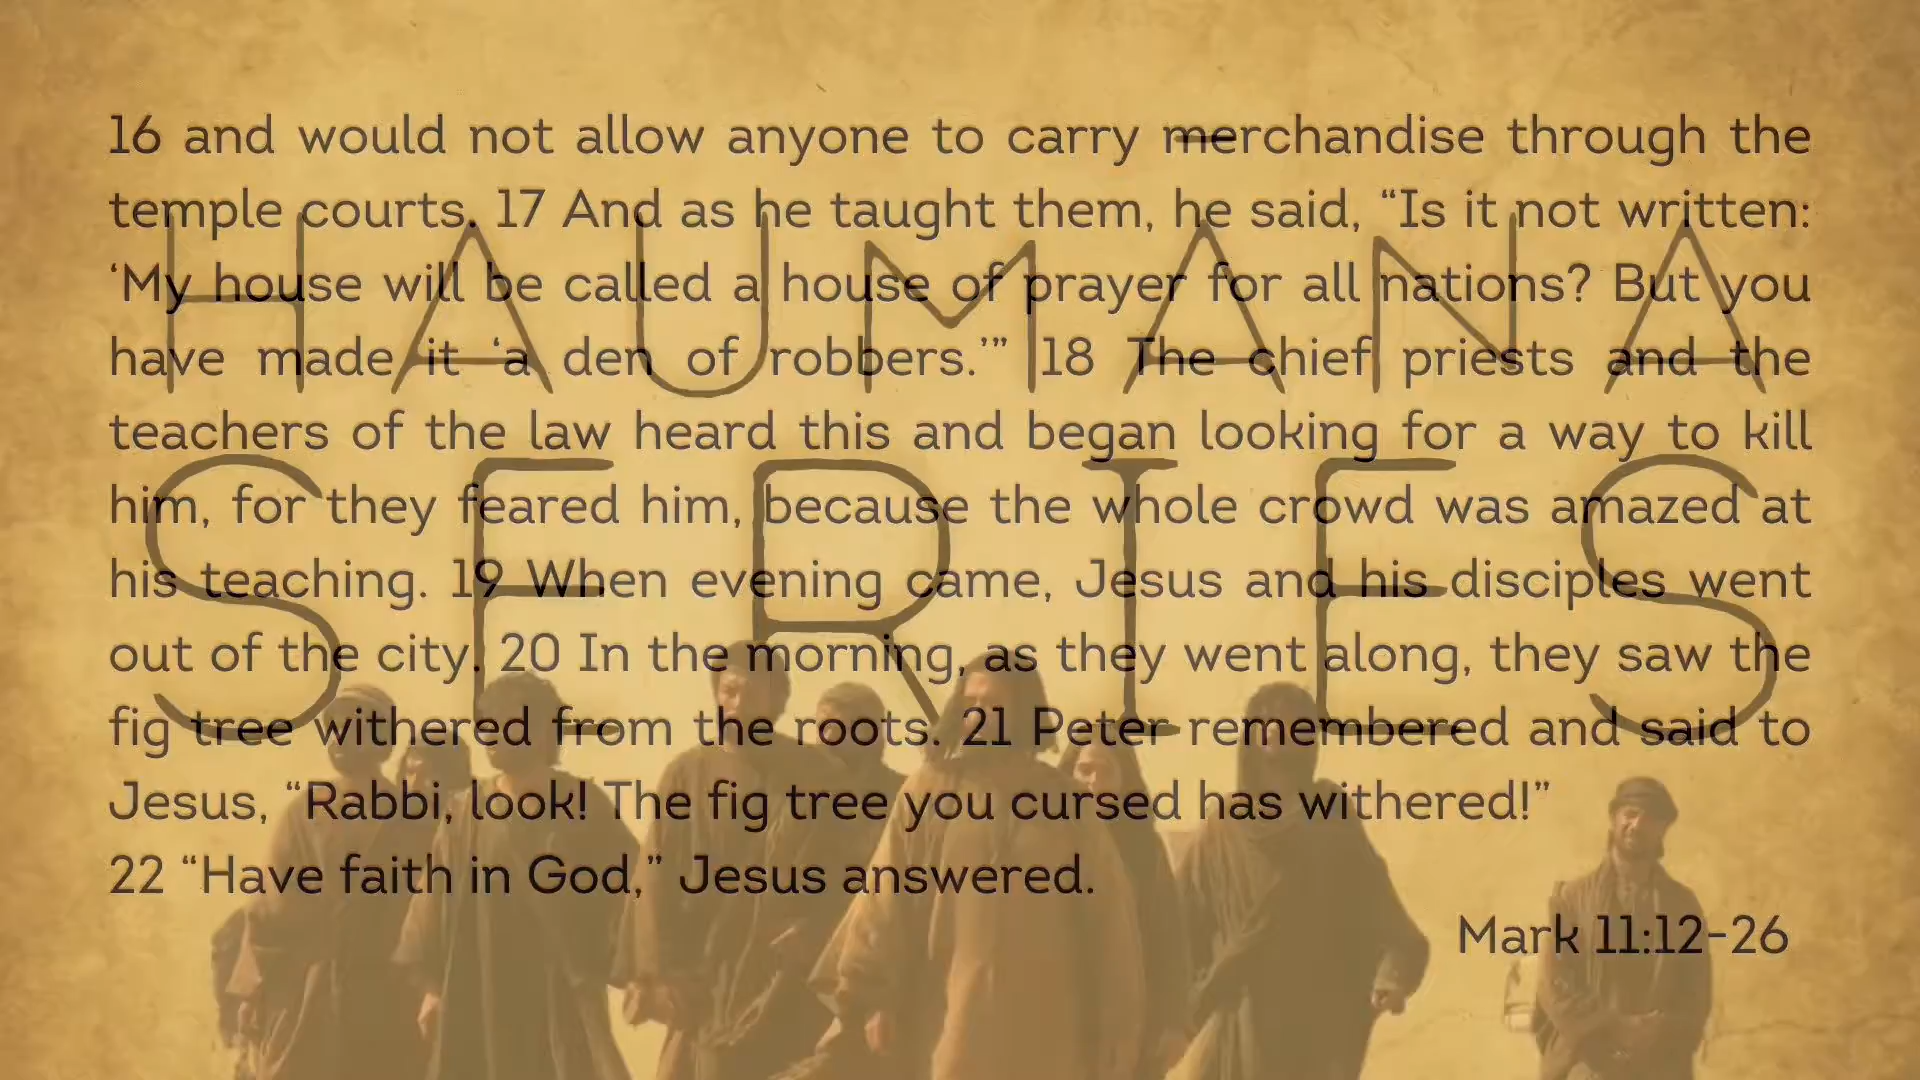 16 and would not allow anyone to carry merchandise through the
temple courts. 17 And as he taught them, he said, “Is it not written:
‘My house will be called a house of prayer for all nations? But you
have made it ‘a den of robbers.’” 18 The chief priests and the
teachers of the law heard this and began looking for a way to kill
him, for they feared him, because the whole crowd was amazed at
his teaching. 19 When evening came, Jesus and his disciples went
out of the city. 20 In the morning, as they went along, they saw the
fig tree withered from the roots. 21 Peter remembered and said to
Jesus, “Rabbi, look! The fig tree you cursed has withered!”
22 “Have faith in God,” Jesus answered.
Mark 11:12-26
HAUMANA
SERIES